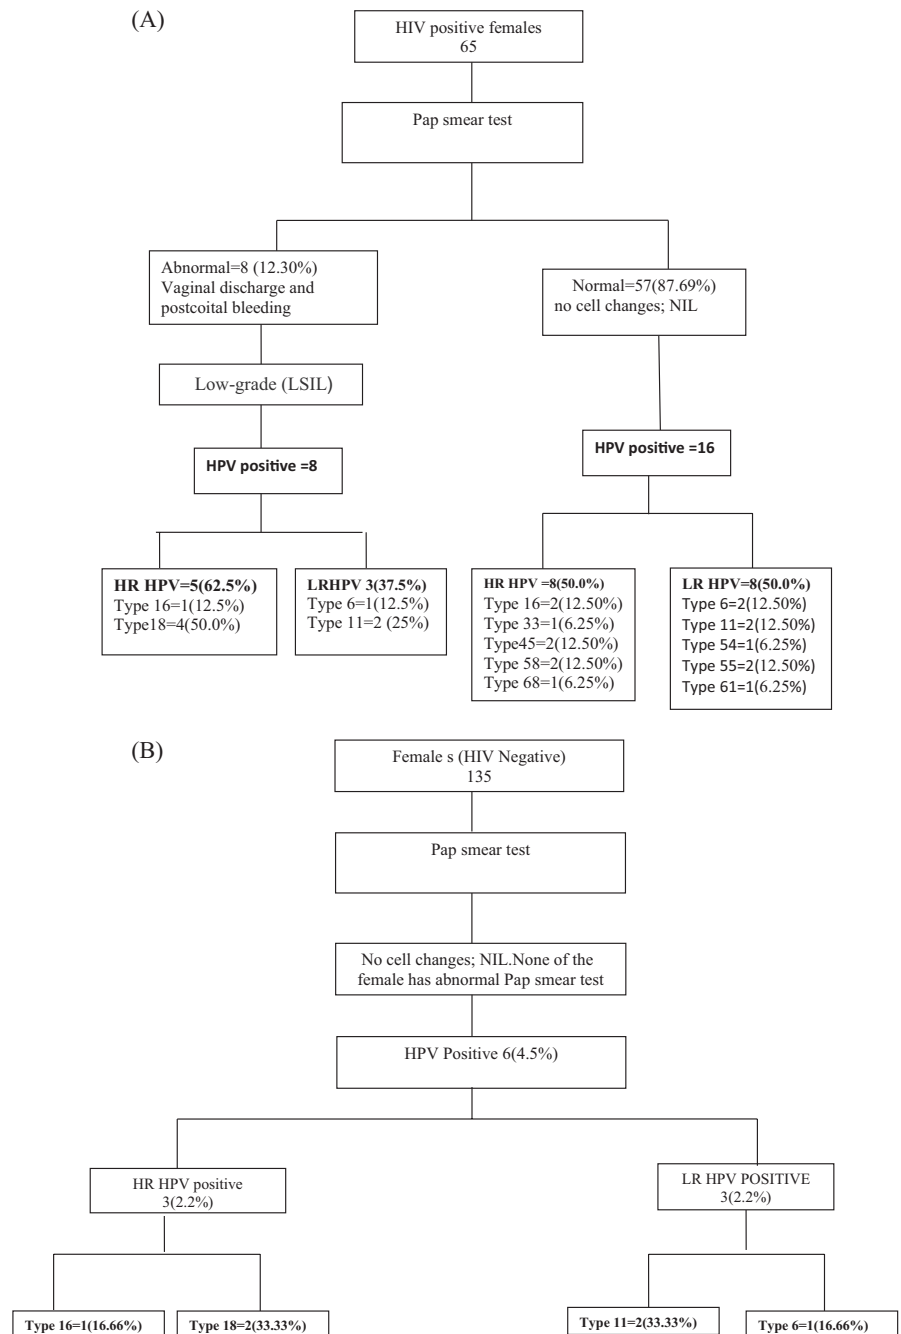 (A)
HIV positive females
65
Pap smear test
Abnormal=8 (12.30%)
Vaginal discharge and
postcoital bleeding
Normal=57(87.69%)
no cell changes; NIL
Low-grade (LSIL)
HPV positive =8
HPV positive =16
HR HPV=5(62.5%)
Type 16=1(12.5%)
Type18=4(50.0%)
LRHPV 3(37.5%)
Type 6=1(12.5%)
Type 11=2 (25%)
HR HPV =8(50.0%)
Type 16=2(12.50%)
Type 33=1(6.25%)
Type45=2(12.50%)
Type 58=2(12.50%)
Type 68=1(6.25%)
LR HPV=8(50.0%)
Type 6=2(12.50%)
Type 11=2(12.50%)
Type 54=1(6.25%)
Type 55=2(12.50%)
Type 61=1(6.25%)
(B)
Female s (HIV Negative)
135
Pap smear test
No cell changes; NIL.None of the
female has abnormal Pap smear test
HPV Positive 6(4.5%)
HR HPV positive
3(2.2%)
LR HPV POSITIVE
3(2.2%)
Type 16=1(16.66%)
Type 18=2(33.33%)
Type 11=2(33.33%)
Type 6=1(16.66%)